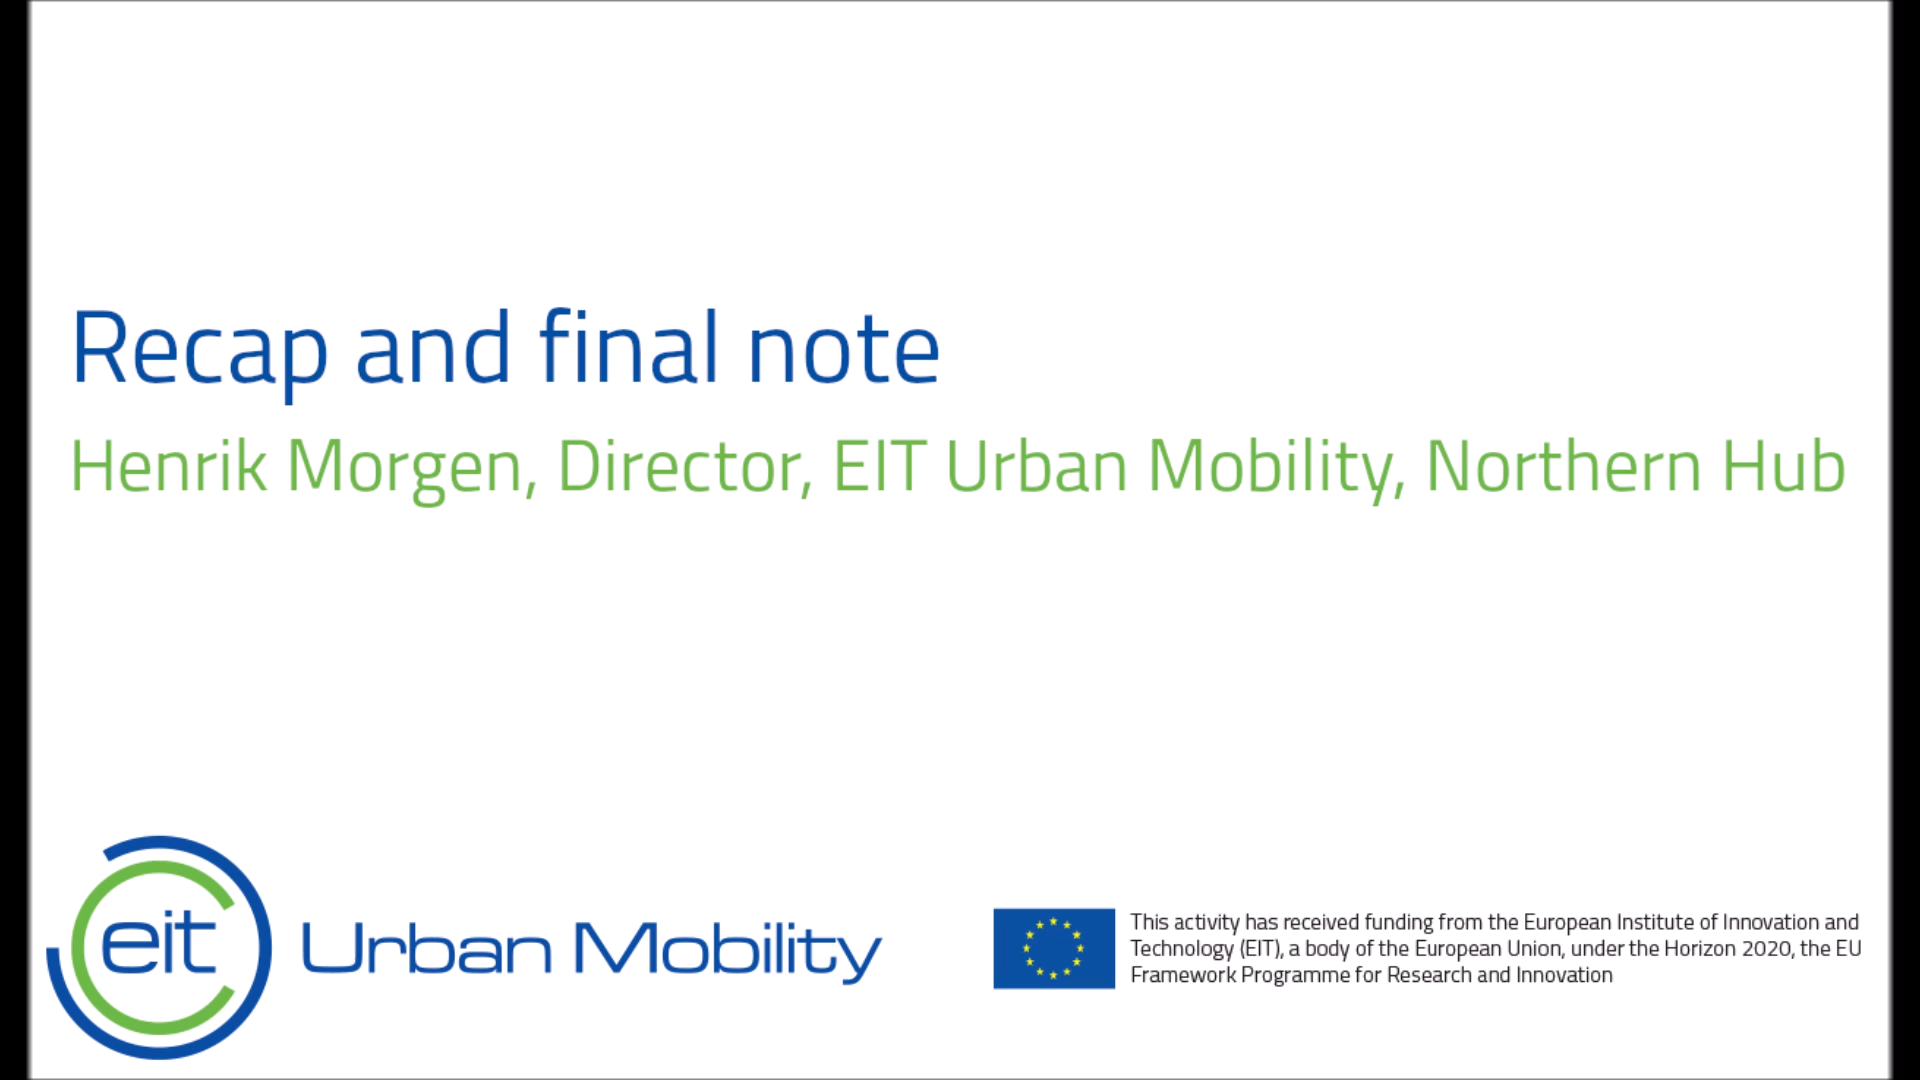 Recap and final note
Henrik Morgen, Director, EIT Urban Mobility, Northern Hub
eit Urban Mobility
This activity has received funding from the European Institute of Innovation and
Technology (EIT), a body of the European Union, under the Horizon 2020, the EU
Framework Programme for Research and Innovation